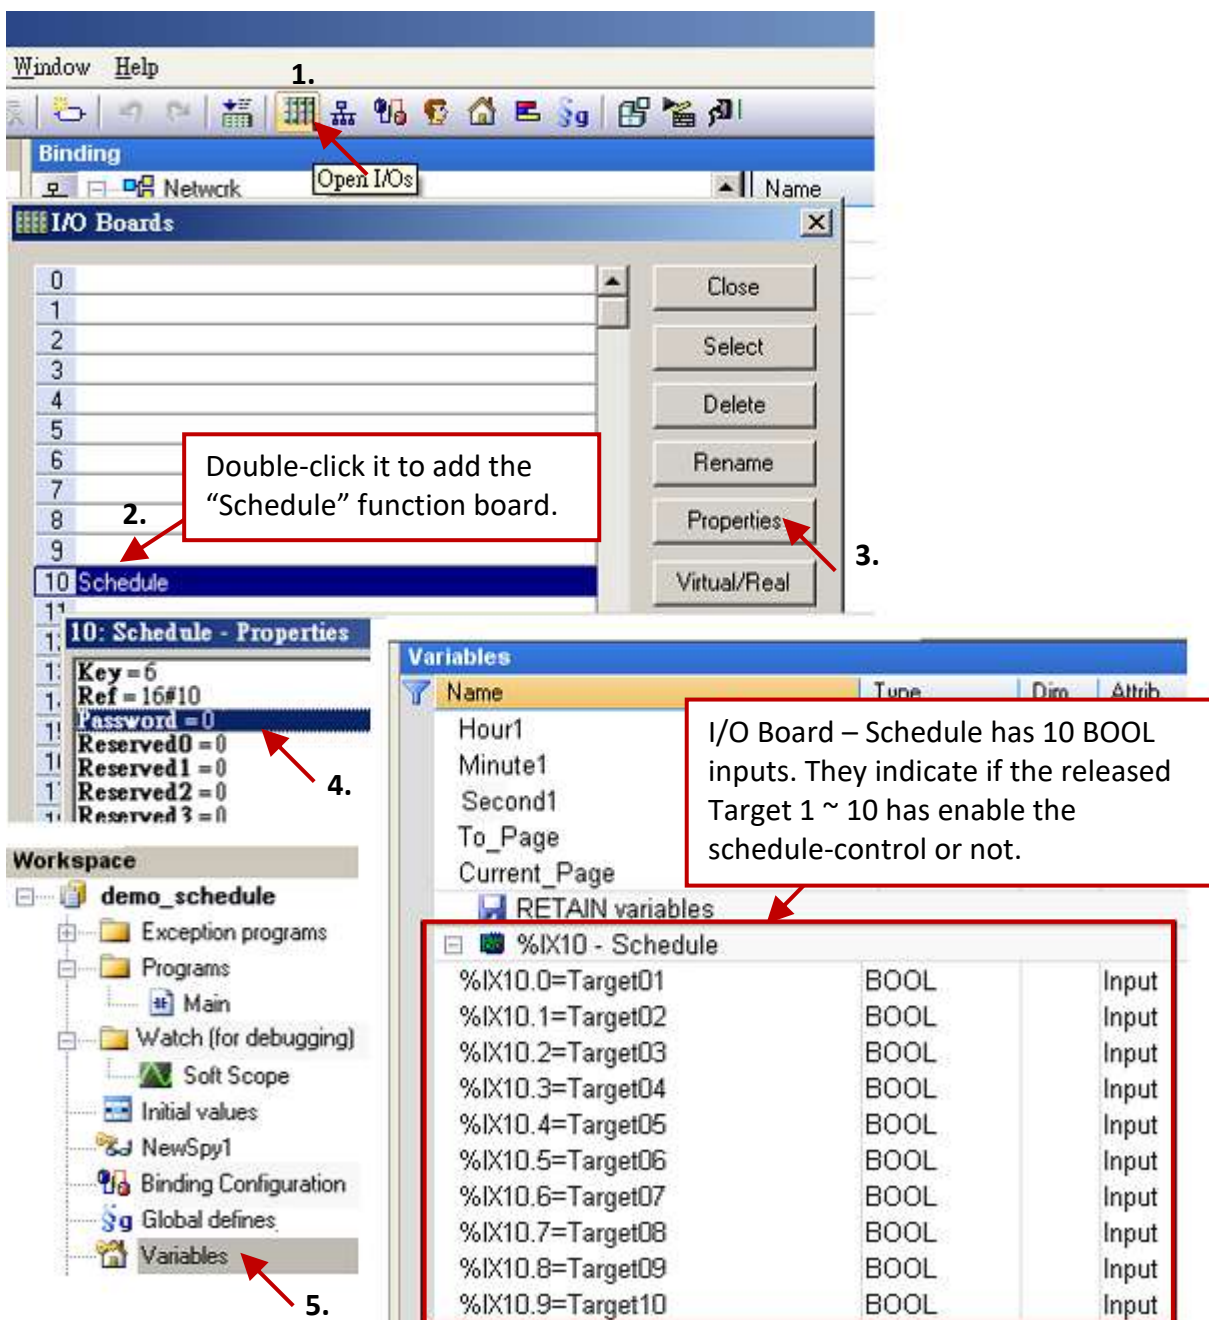 Window Help
1.
Binding
Network
Open I/Os
Name
I/O Boards
0
1
2
3
4
5
6
7
8
9
10 Schedule
11
Close
Select
Delete
Rename
Properties
Virtual/Real
Double-click it to add the
“Schedule” function board.
2.
3.
10: Schedule - Properties
Key = 6
Ref = 16#10
Password = 0
Reserved0 = 0
Reserved1 = 0
Reserved2 = 0
Reserved3 = 0
4.
Workspace
demo_schedule
Exception programs
Programs
Main
Watch (for debugging)
Soft Scope
Initial values
NewSpy1
Binding Configuration
Global defines
Variables
5.
Variables
Name Type Dim Attrib
Hour1
Minute1
Second1
To_Page
Current_Page
RETAIN variables
I/O Board – Schedule has 10 BOOL
inputs. They indicate if the released
Target 1 ~ 10 has enable the
schedule-control or not.
%IX10 - Schedule
%IX10.0=Target01 BOOL Input
%IX10.1=Target02 BOOL Input
%IX10.2=Target03 BOOL Input
%IX10.3=Target04 BOOL Input
%IX10.4=Target05 BOOL Input
%IX10.5=Target06 BOOL Input
%IX10.6=Target07 BOOL Input
%IX10.7=Target08 BOOL Input
%IX10.8=Target09 BOOL Input
%IX10.9=Target10 BOOL Input